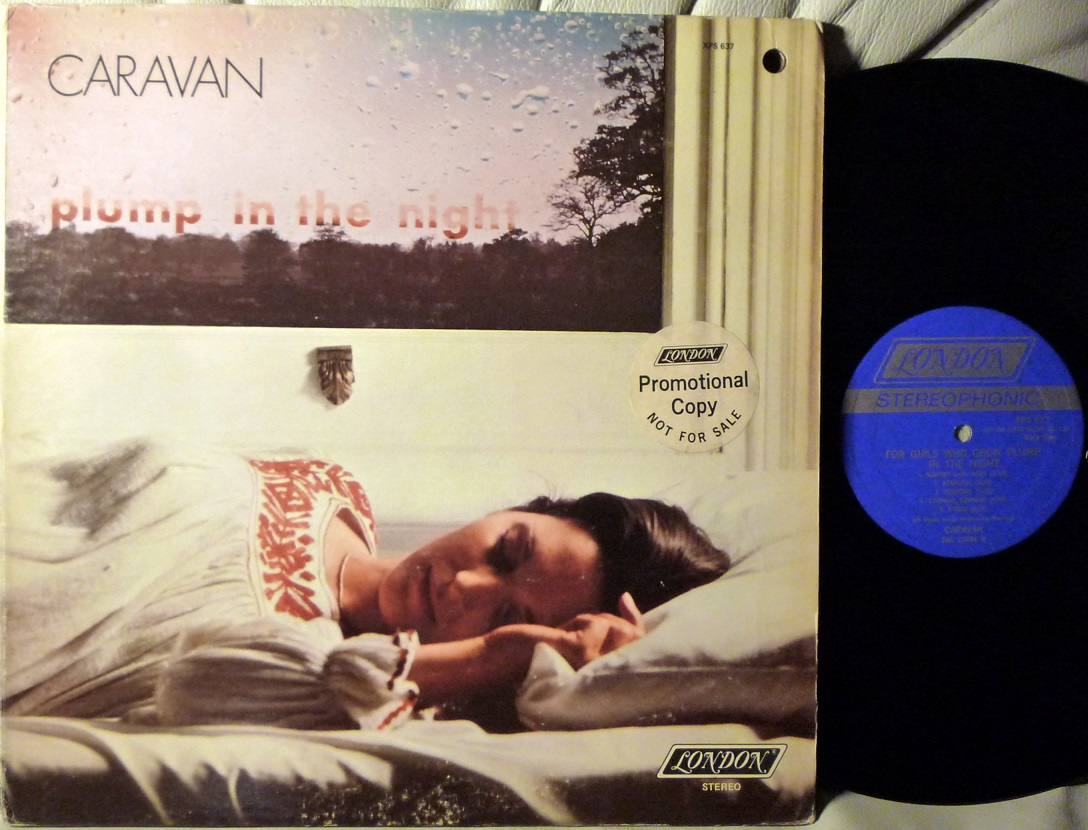 CARAVAN
XPS 637
plump in the night
LONDON
Promotional
Copy
NOT FOR SALE
LONDON
STEREO
LONDON
STEREOPHONIC
FOR GIRLS WHO GROW PLUMP
IN THE NIGHT
CARAVAN